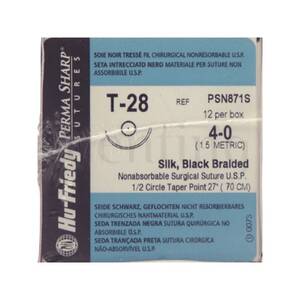 SOIE NOIR TRESSÉ FIL CHIRURGICAL NONRESORBABLE U.S.P.
SETA INTRECCIATO NERO MATERIALE DI SUTURE NON
ASSORBIBILE U.S.P.
T-28
REF PSN871S
12 per box
4-0
(1.5 METRIC)
Silk, Black Braided
Nonabsorbable Surgical Suture U.S.P.
1/2 Circle Taper Point 27" (70 CM)
SEIDE SCHWARZ, GEFLOCHTEN NICHT REIORBIERBARES
CHIRURGISCHES NAHTMATERIAL U.S.P.
SEDA TRENZADA NEGRA SUTURA QUIRÚRGICA NO
ABSORBIBLE U.S.P.
SEDA TRANÇADA PRETA SUTURA CIRÚRGICA
NÃO-ABSORVÍVEL U.S.P.
Hu-Friedy
PERMA SHARP®
SUTURES